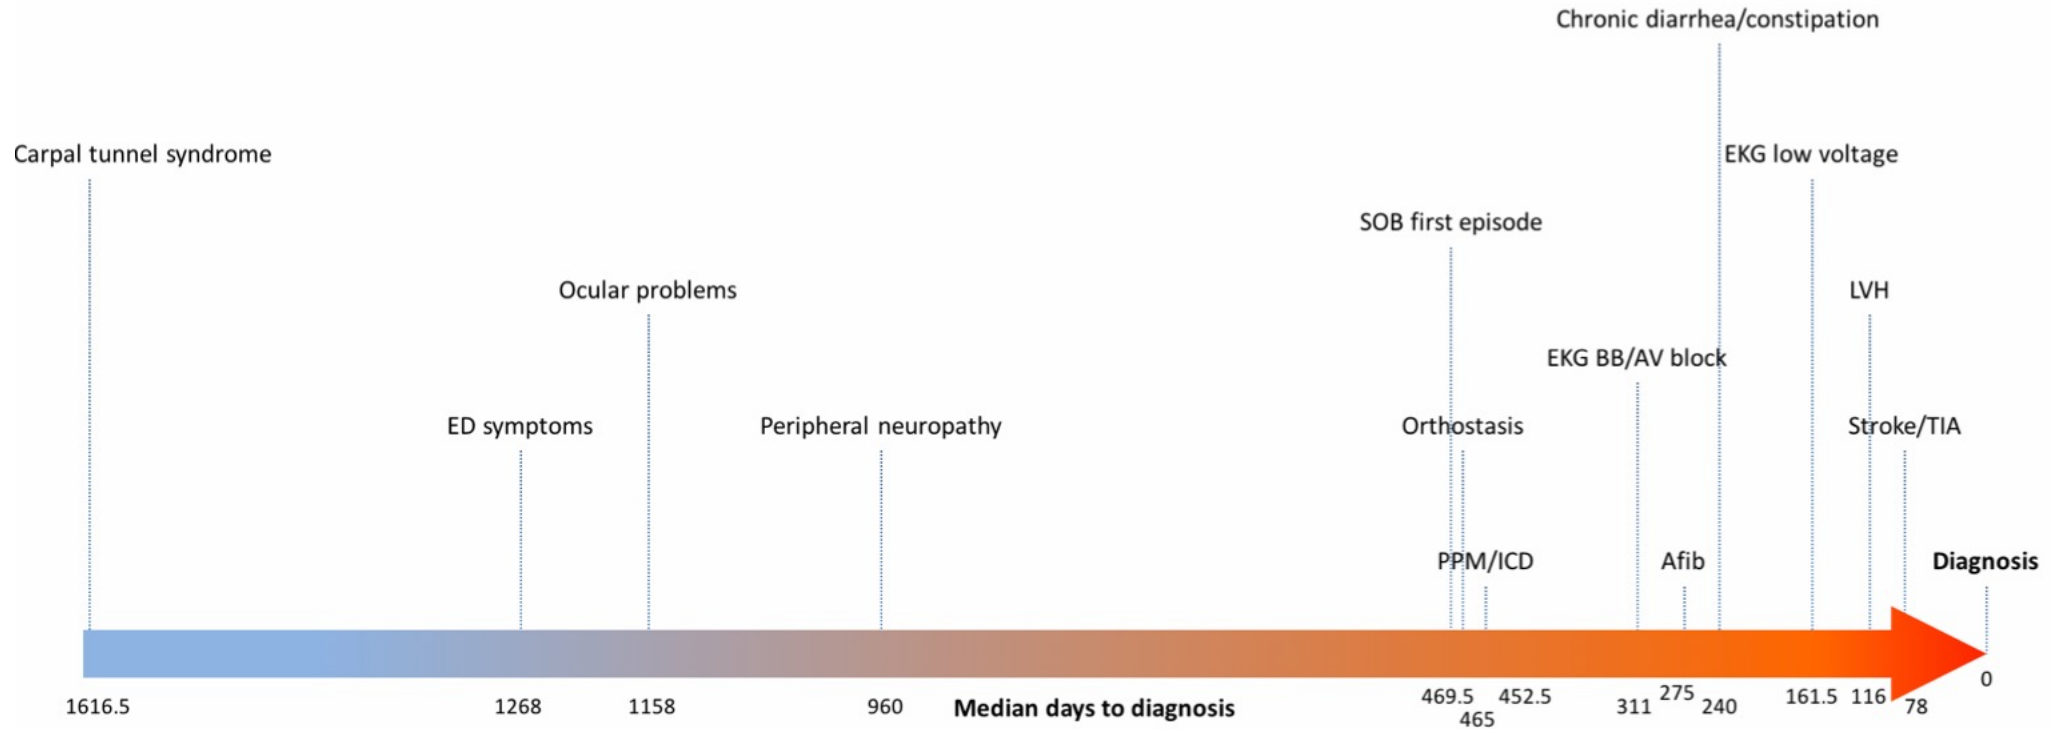 Chronic diarrhea/constipation
Carpal tunnel syndrome
EKG low voltage
SOB first episode
Ocular problems
LVH
EKG BB/AV block
ED symptoms
Peripheral neuropathy
Orthostasis
Stroke/TIA
PPM/ICD
Afib
Diagnosis
1616.5
1268
1158
960
Median days to diagnosis
469.5
465
452.5
311
275
240
161.5
116
78
0